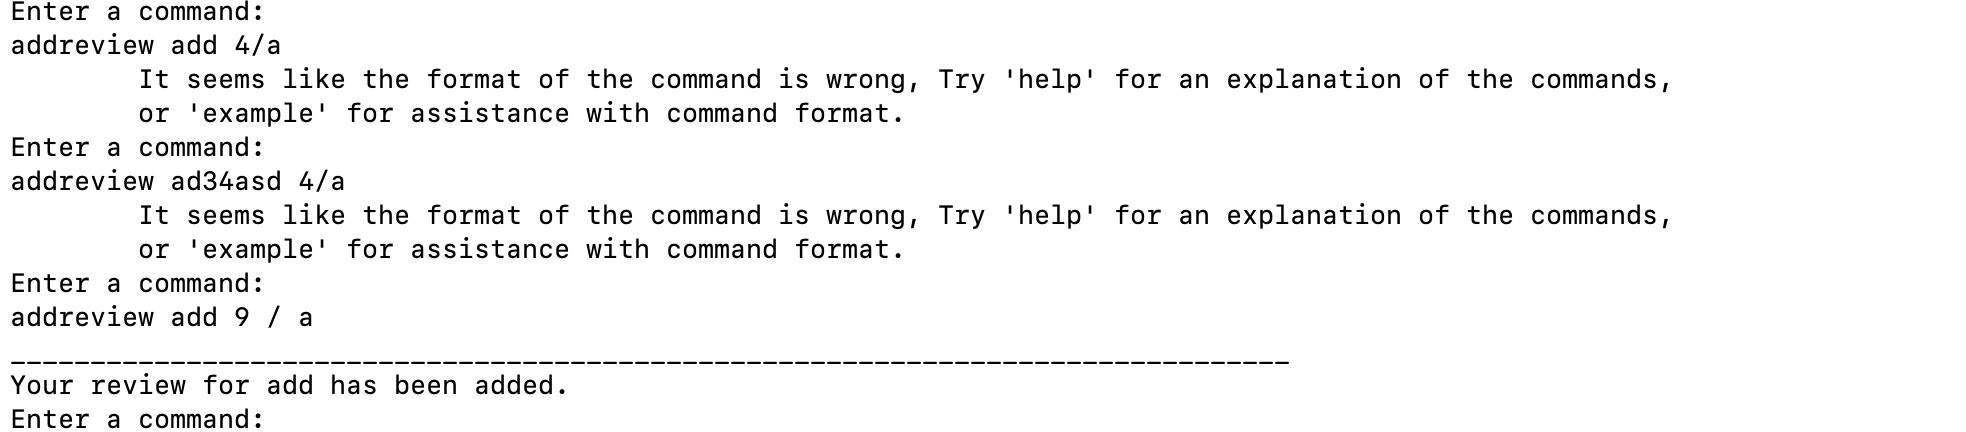 Enter a command:
addreview add 4/a
It seems like the format of the command is wrong, Try 'help' for an explanation of the commands,
or 'example' for assistance with command format.
Enter a command:
addreview ad34asd 4/a
It seems like the format of the command is wrong, Try 'help' for an explanation of the commands,
or 'example' for assistance with command format.
Enter a command:
addreview add 9 / a
________________________________________________________________________________
Your review for add has been added.
Enter a command: